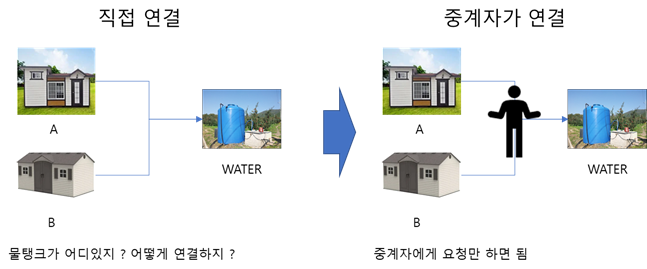 직접 연결
중계자가 연결
A
WATER
B
A
WATER
B
물탱크가 어디있지 ? 어떻게 연결하지 ?
중계자에게 요청만 하면 됨